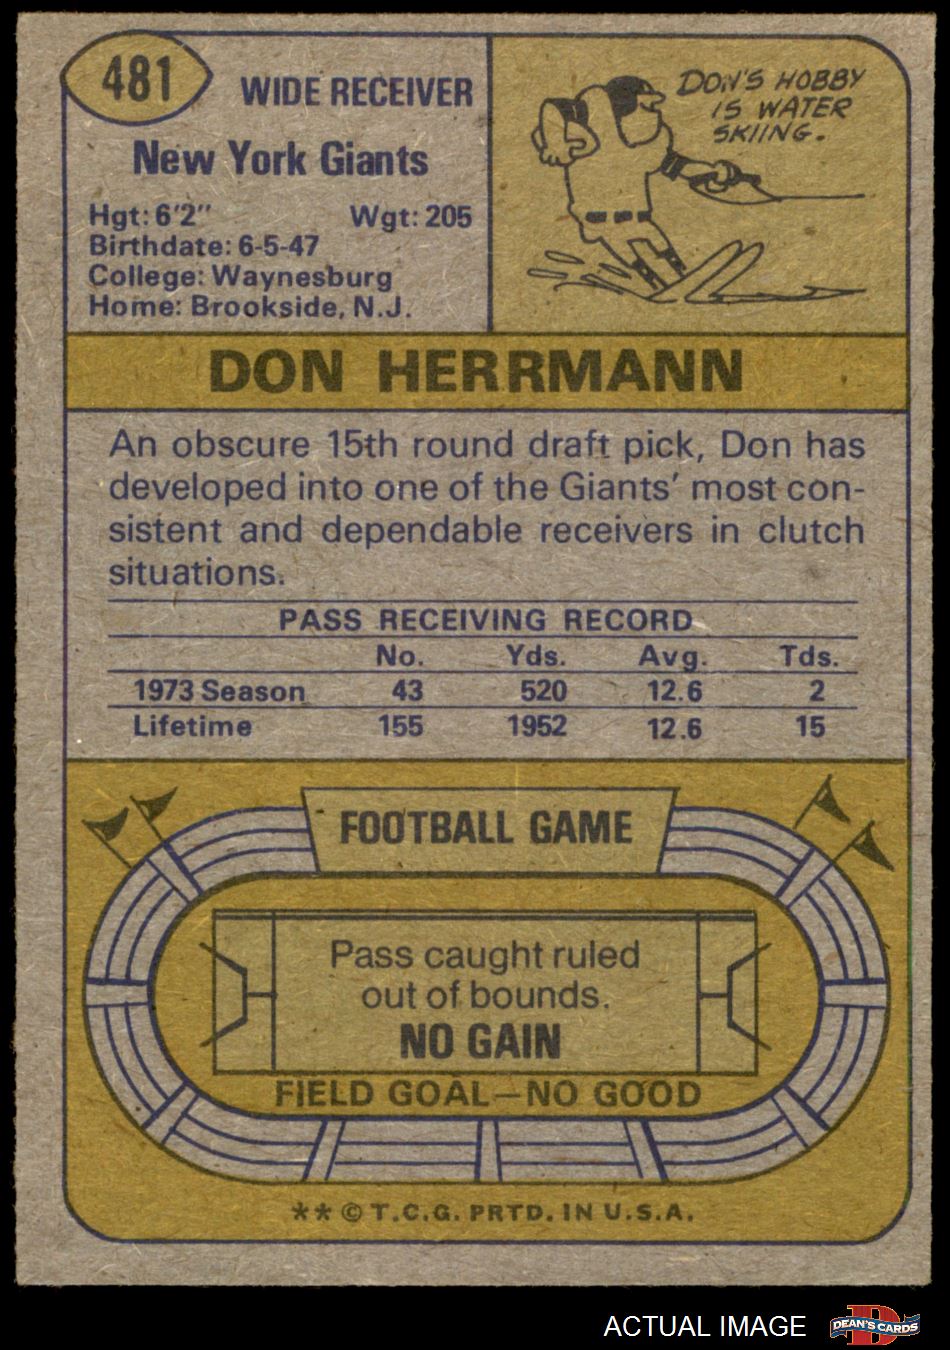 481
WIDE RECEIVER
New York Giants
Hgt: 6'2" Wgt: 205
Birthdate: 6-5-47
College: Waynesburg
Home: Brookside, N.J.
DON'S HOBBY
IS WATER
SKIING.
DON HERRMANN
An obscure 15th round draft pick, Don has
developed into one of the Giants' most con-
sistent and dependable receivers in clutch
situations.
PASS RECEIVING RECORD
No. Yds. Avg. Tds.
1973 Season 43 520 12.6 2
Lifetime 155 1952 12.6 15
FOOTBALL GAME
Pass caught ruled
out of bounds.
NO GAIN
FIELD GOAL—NO GOOD
** © T.C.G. PRTD. IN U.S.A.
ACTUAL IMAGE
D
DEAN'S CARDS